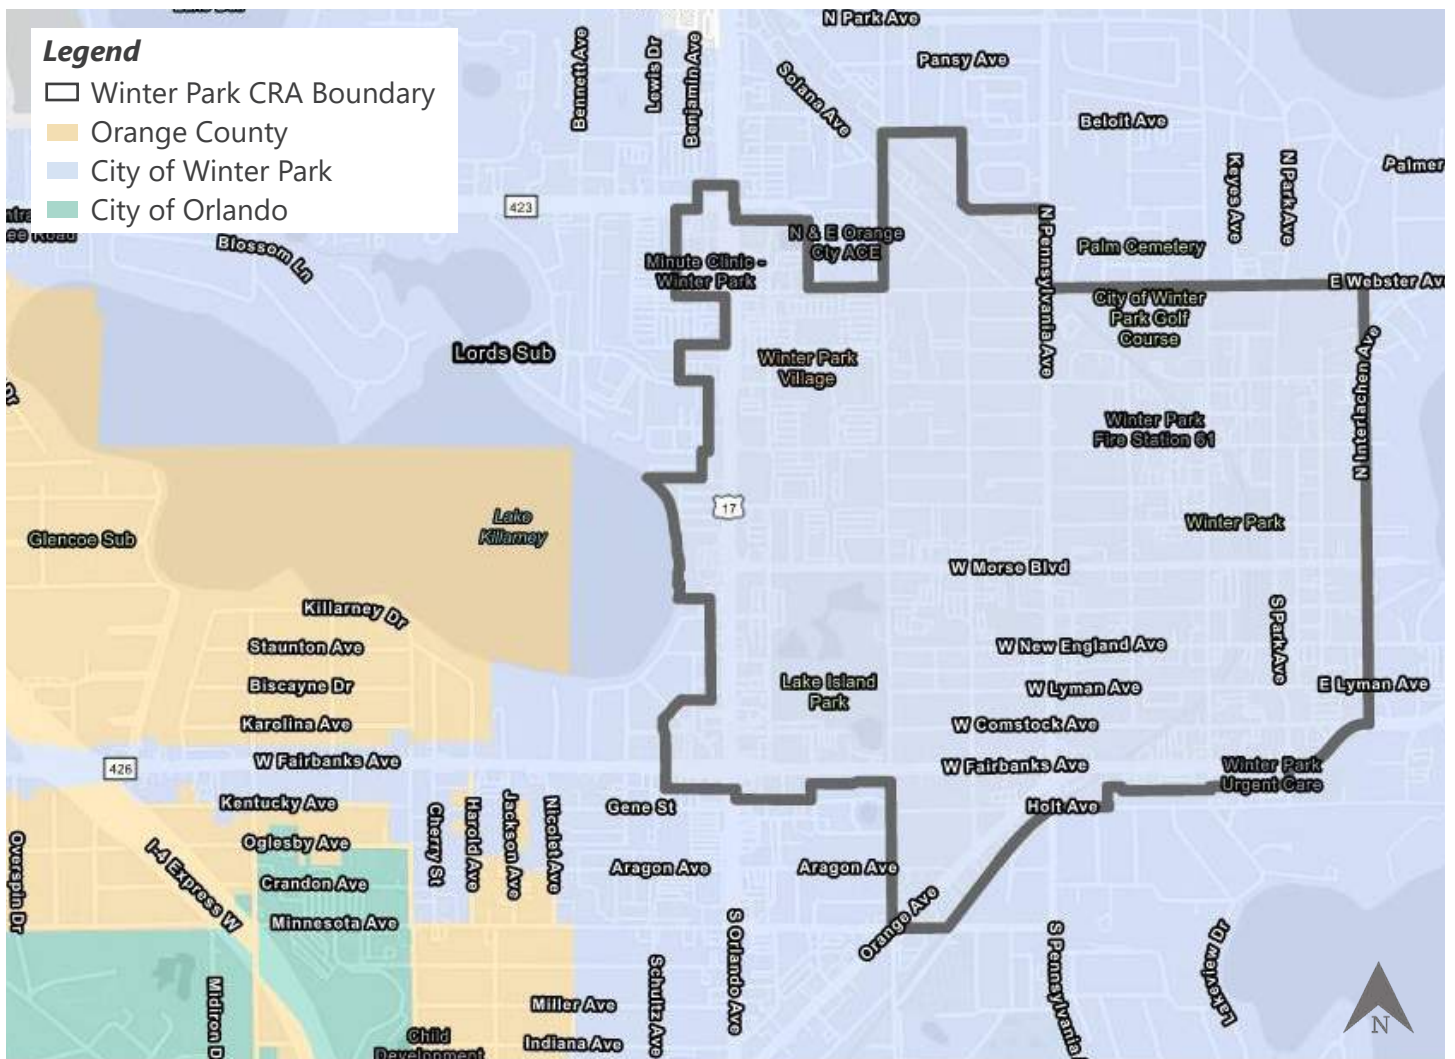 N Park Ave
Legend
Winter Park CRA Boundary
Orange County
City of Winter Park
City of Orlando
Bennett Ave
Lewis Dr
Benjamin Ave
Solana Ave
Pansy Ave
Beloit Ave
Keyes Ave
N Park Ave
Palmer
423
Blossom Ln
N & E Orange
Cty ACE
N Pennsylvania Ave
Palm Cemetery
Minute Clinic -
Winter Park
E Webster Ave
City of Winter
Park Golf
Course
Lords Sub
Winter Park
Village
N Interlachen Ave
Winter Park
Fire Station 61
17
Lake
Killarney
Winter Park
Glencoe Sub
W Morse Blvd
Killarney Dr
S Park Ave
Staunton Ave
W New England Ave
Biscayne Dr
Lake Island
Park
W Lyman Ave
E Lyman Ave
Karolina Ave
W Comstock Ave
426
W Fairbanks Ave
W Fairbanks Ave
Winter Park
Urgent Care
Kentucky Ave
Gene St
Holt Ave
Cherry St
Harold Ave
Jackson Ave
Nicolet Ave
Overspin Dr
I-4 Express W
Oglesby Ave
Aragon Ave
Aragon Ave
Crandon Ave
Minnesota Ave
Orange Ave
S Orlando Ave
S Pennsylvania
Lakeview Dr
Midiron D
Schultz Ave
Miller Ave
Child
Development
Indiana Ave
N